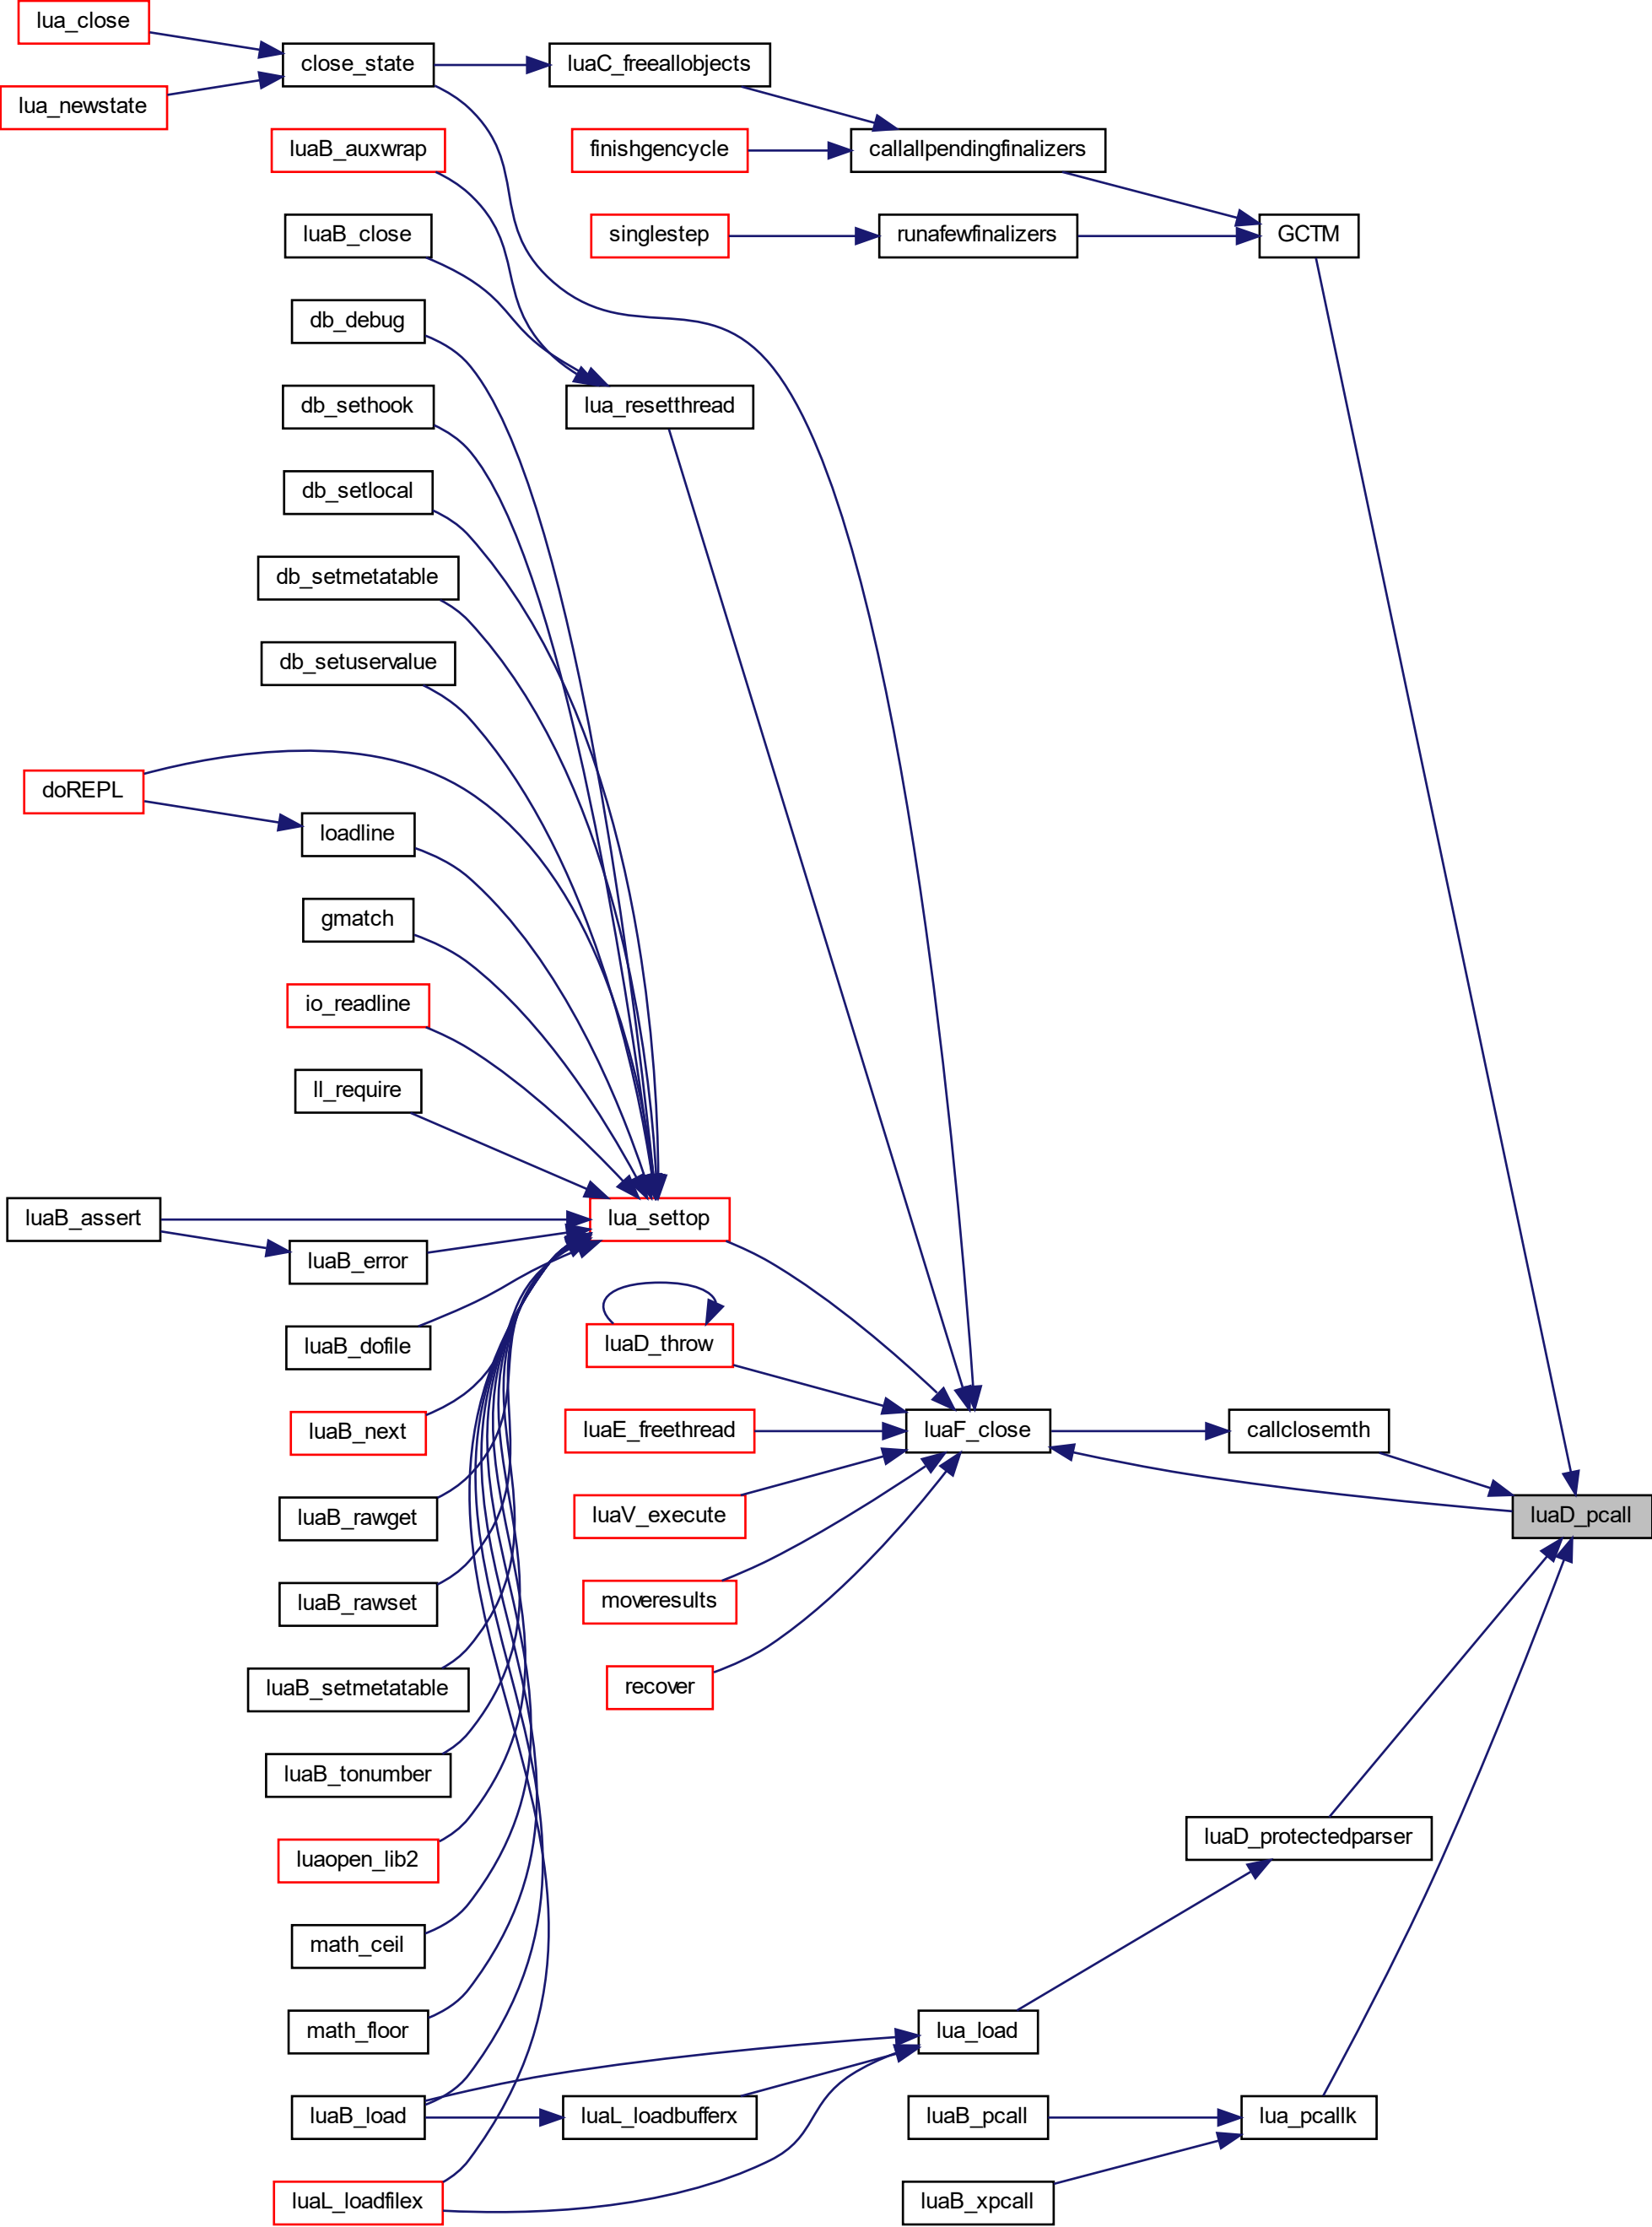 lua_close
close_state
luaC_freeallobjects
lua_newstate
luaB_auxwrap
finishgencycle
callallpendingfinalizers
luaB_close
singlestep
runafewfinalizers
GCTM
db_debug
db_sethook
lua_resetthread
db_setlocal
db_setmetatable
db_setuservalue
doREPL
loadline
gmatch
io_readline
ll_require
luaB_assert
lua_settop
luaB_error
luaB_dofile
luaD_throw
luaB_next
luaE_freethread
luaF_close
callclosemth
luaB_rawget
luaV_execute
luaD_pcall
luaB_rawset
moveresults
luaB_setmetatable
recover
luaB_tonumber
luaopen_lib2
luaD_protectedparser
math_ceil
math_floor
lua_load
luaB_load
luaL_loadbufferx
luaB_pcall
lua_pcallk
luaL_loadfilex
luaB_xpcall